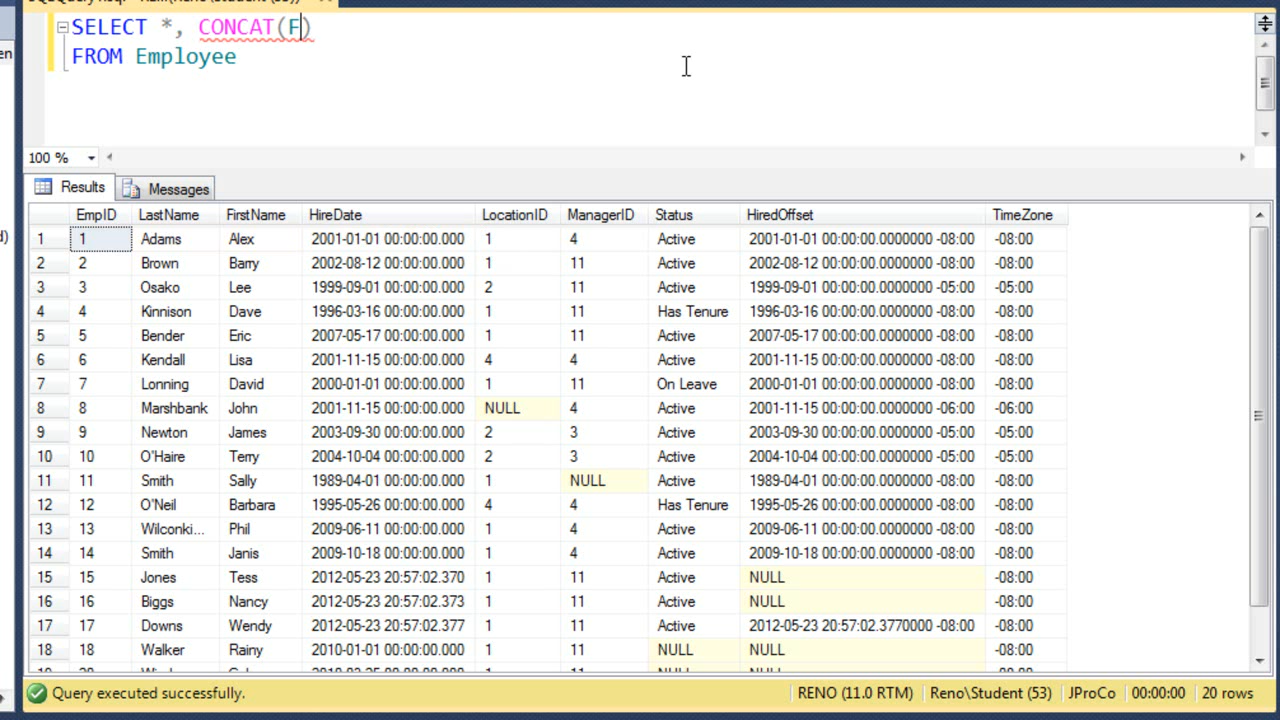 SELECT *, CONCAT(F)
FROM Employee
100 %
Results Messages
EmpID LastName FirstName HireDate LocationID ManagerID Status HiredOffset TimeZone
1 1 Adams Alex 2001-01-01 00:00:00.000 1 4 Active 2001-01-01 00:00:00.0000000 -08:00 -08:00
2 2 Brown Barry 2002-08-12 00:00:00.000 1 11 Active 2002-08-12 00:00:00.0000000 -08:00 -08:00
3 3 Osako Lee 1999-09-01 00:00:00.000 2 11 Active 1999-09-01 00:00:00.0000000 -05:00 -05:00
4 4 Kinnison Dave 1996-03-16 00:00:00.000 1 11 Has Tenure 1996-03-16 00:00:00.0000000 -08:00 -08:00
5 5 Bender Eric 2007-05-17 00:00:00.000 1 11 Active 2007-05-17 00:00:00.0000000 -08:00 -08:00
6 6 Kendall Lisa 2001-11-15 00:00:00.000 4 4 Active 2001-11-15 00:00:00.0000000 -08:00 -08:00
7 7 Lonning David 2000-01-01 00:00:00.000 1 11 On Leave 2000-01-01 00:00:00.0000000 -08:00 -08:00
8 8 Marshbank John 2001-11-15 00:00:00.000 NULL 4 Active 2001-11-15 00:00:00.0000000 -06:00 -06:00
9 9 Newton James 2003-09-30 00:00:00.000 2 3 Active 2003-09-30 00:00:00.0000000 -05:00 -05:00
10 10 O'Haire Terry 2004-10-04 00:00:00.000 2 3 Active 2004-10-04 00:00:00.0000000 -05:00 -05:00
11 11 Smith Sally 1989-04-01 00:00:00.000 1 NULL Active 1989-04-01 00:00:00.0000000 -08:00 -08:00
12 12 O'Neil Barbara 1995-05-26 00:00:00.000 4 4 Has Tenure 1995-05-26 00:00:00.0000000 -08:00 -08:00
13 13 Wilconki... Phil 2009-06-11 00:00:00.000 1 4 Active 2009-06-11 00:00:00.0000000 -08:00 -08:00
14 14 Smith Janis 2009-10-18 00:00:00.000 1 4 Active 2009-10-18 00:00:00.0000000 -08:00 -08:00
15 15 Jones Tess 2012-05-23 20:57:02.370 1 11 Active NULL -08:00
16 16 Biggs Nancy 2012-05-23 20:57:02.373 1 11 Active NULL -08:00
17 17 Downs Wendy 2012-05-23 20:57:02.377 1 11 Active 2012-05-23 20:57:02.3770000 -08:00 -08:00
18 18 Walker Rainy 2010-01-01 00:00:00.000 1 11 NULL NULL -08:00
Query executed successfully. RENO (11.0 RTM) Reno\Student (53) JProCo 00:00:00 20 rows